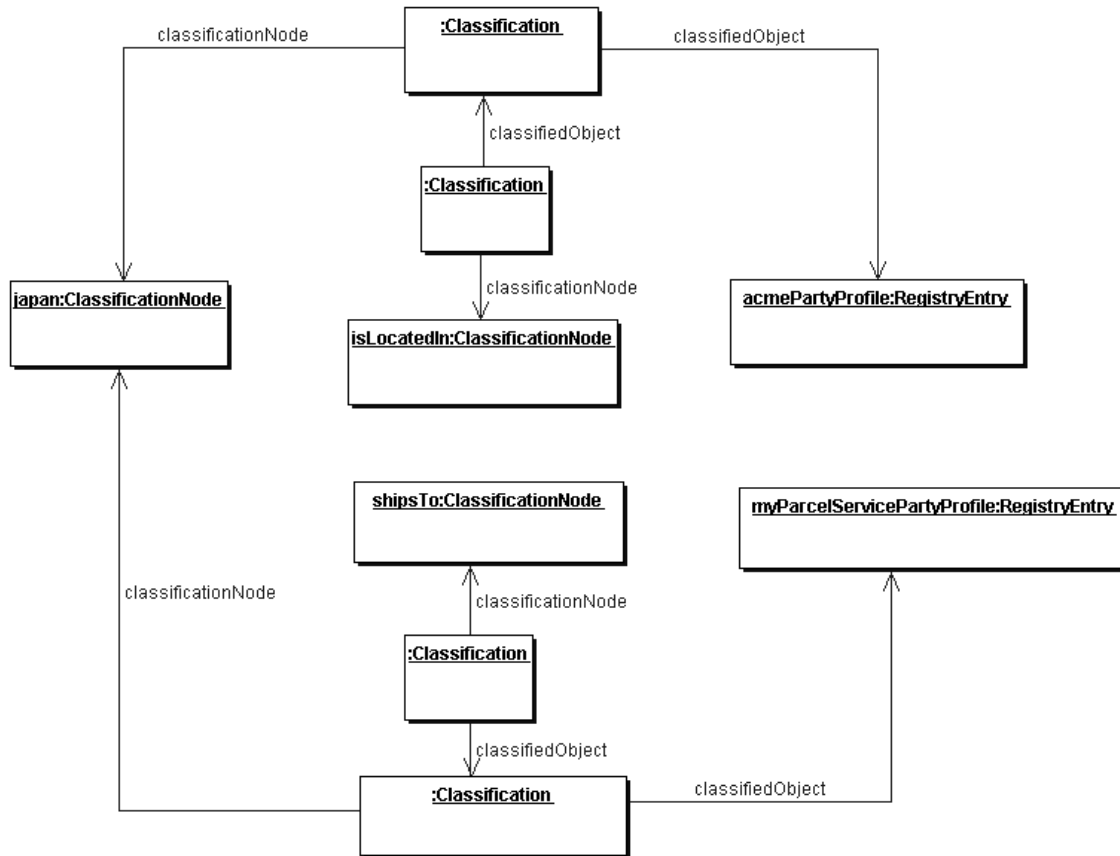 :Classification
classificationNode
classifiedObject
classifiedObject
:Classification
classificationNode
japan:ClassificationNode
acmePartyProfile:RegistryEntry
isLocatedIn:ClassificationNode
shipsTo:ClassificationNode
myParcelServicePartyProfile:RegistryEntry
classificationNode
classificationNode
:Classification
classifiedObject
:Classification
classifiedObject